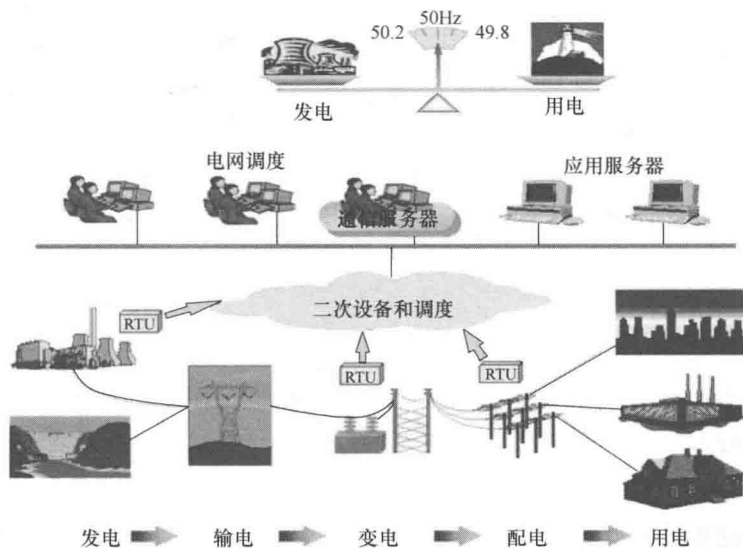 50Hz
50.2 49.8
发电 用电
电网调度 应用服务器
通信服务器
二次设备和调度
RTU
RTU RTU
发电 输电 变电 配电 用电